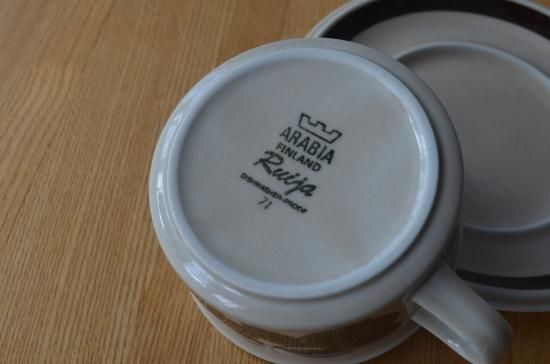 ARABIA
FINLAND
Ruija
DISHWASHER-PROOF
71